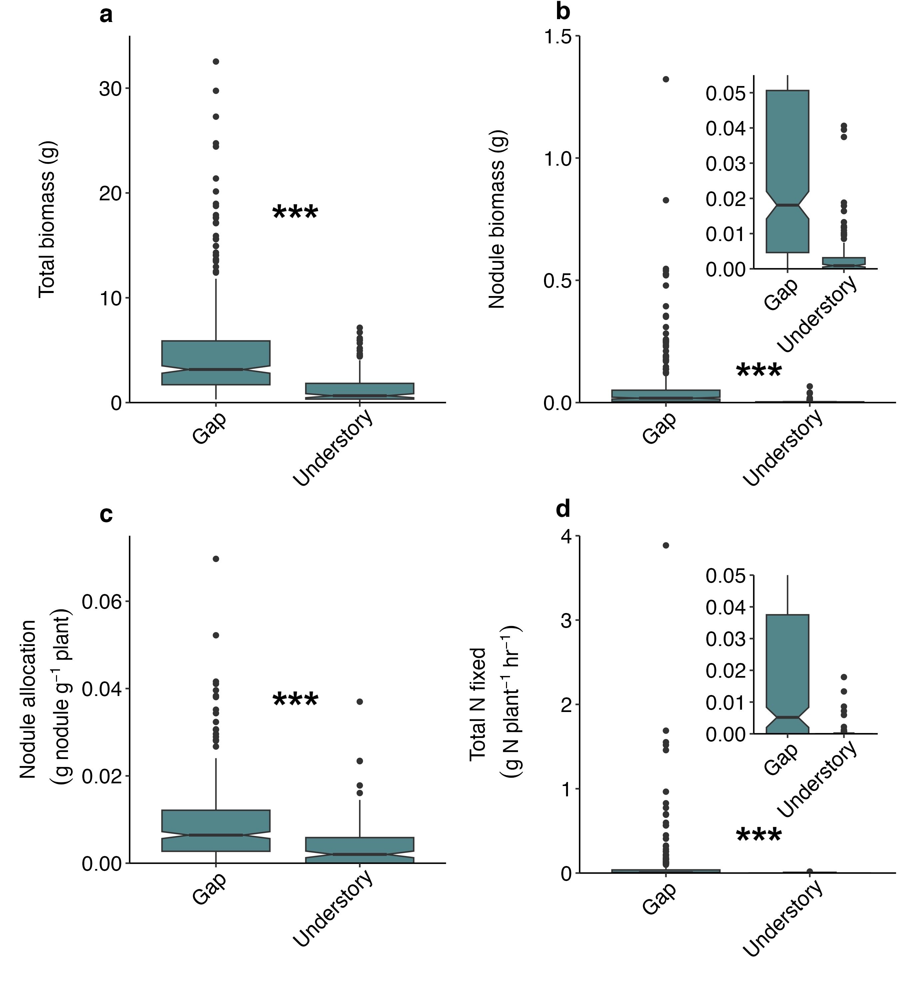 a
Total biomass (g)
30
20
10
0
***
Gap
Understory
b
Nodule biomass (g)
1.5
1.0
0.5
0.0
0.05
0.04
0.03
0.02
0.01
0.00
Gap
Understory
***
Gap
Understory
c
Nodule allocation
(g nodule g⁻¹ plant)
0.06
0.04
0.02
0.00
***
Gap
Understory
d
Total N fixed
(g N plant⁻¹ hr⁻¹)
4
3
2
1
0
0.05
0.04
0.03
0.02
0.01
0.00
Gap
Understory
***
Gap
Understory